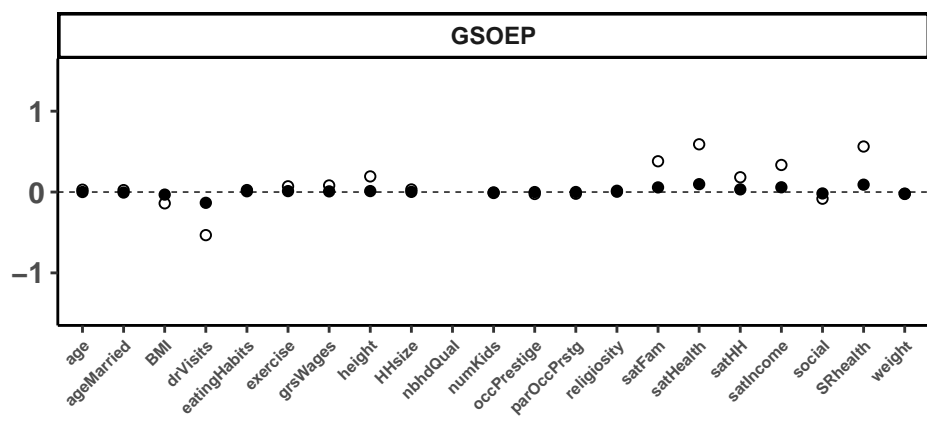 GSOEP
1
0
−1
age
ageMarried
BMI
drVisits
eatingHabits
exercise
grsWages
height
HHsize
nbhdQual
numKids
occPrestige
parOccPrstg
religiosity
satFam
satHealth
satHH
satIncome
social
SRhealth
weight